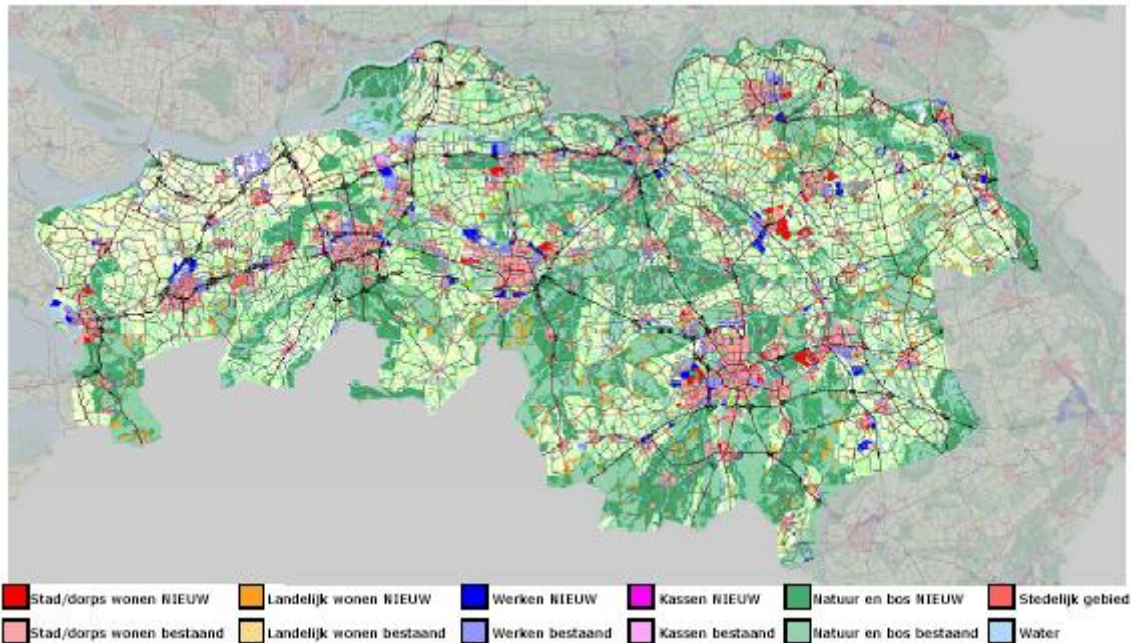 Stad/dorps wonen NIEUW Landelijk wonen NIEUW Werken NIEUW Kassen NIEUW Natuur en bos NIEUW Stedelijk gebied
Stad/dorps wonen bestaand Landelijk wonen bestaand Werken bestaand Kassen bestaand Natuur en bos bestaand Water